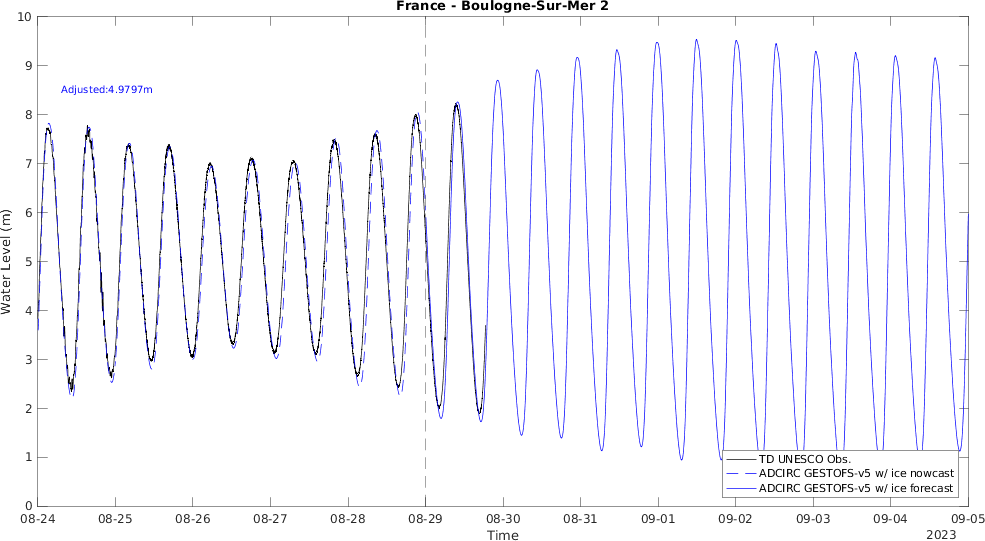 France - Boulogne-Sur-Mer 2
Adjusted:4.9797m
Water Level (m)
10
9
8
7
6
5
4
3
2
1
0
TD UNESCO Obs.
ADCIRC GESTOFS-v5 w/ ice nowcast
ADCIRC GESTOFS-v5 w/ ice forecast
08-24 08-25 08-26 08-27 08-28 08-29 08-30 08-31 09-01 09-02 09-03 09-04 09-05
Time
2023